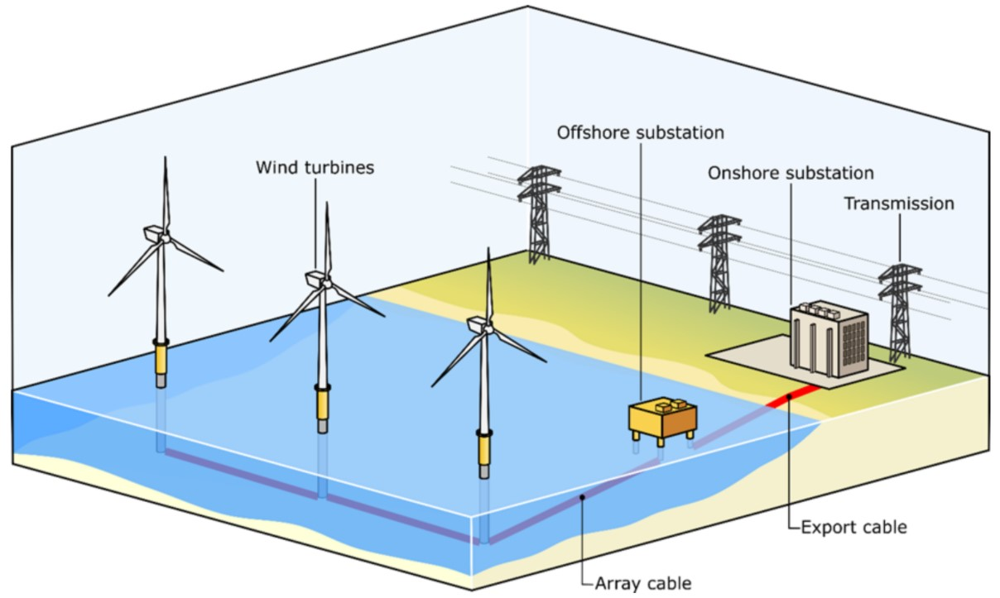 Offshore substation
Wind turbines
Onshore substation
Transmission
Export cable
Array cable